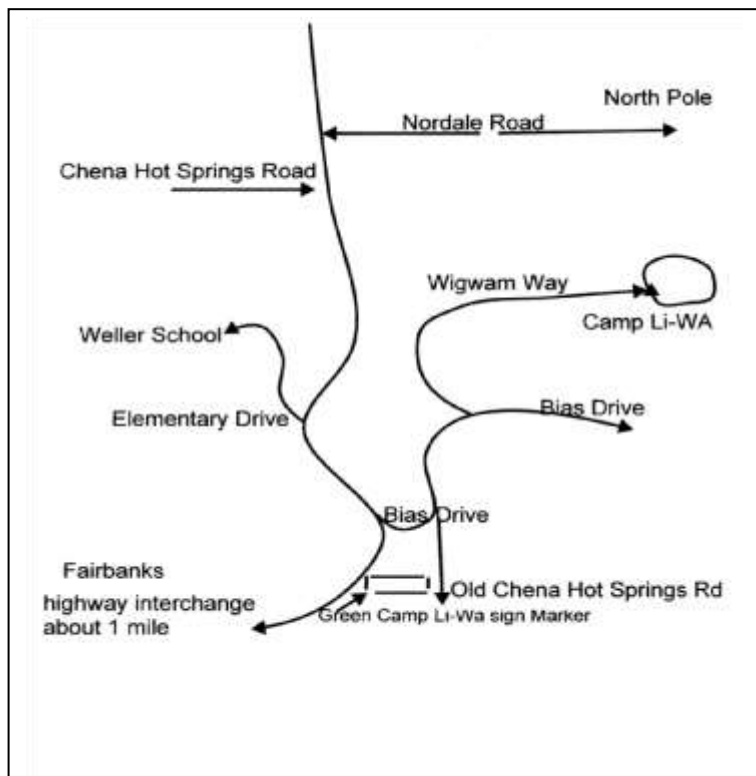 North Pole
Nordale Road
Chena Hot Springs Road
Wigwam Way
Camp Li-WA
Weller School
Bias Drive
Elementary Drive
Bias Drive
Fairbanks
Old Chena Hot Springs Rd
highway interchange
Green Camp Li-Wa sign Marker
about 1 mile